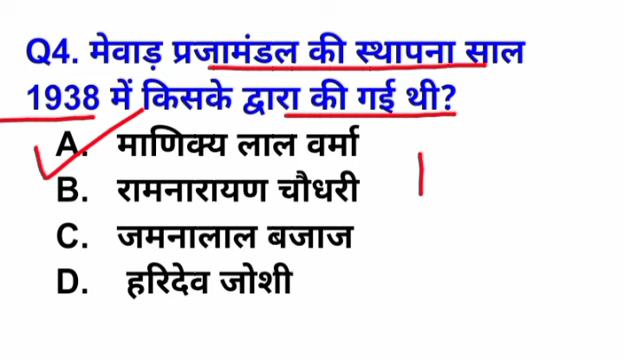 Q4. मेवाड़ प्रजामंडल की स्थापना साल
1938 में किसके द्वारा की गई थी?
A. माणिक्य लाल वर्मा
B. रामनारायण चौधरी
C. जमनालाल बजाज
D. हरिदेव जोशी